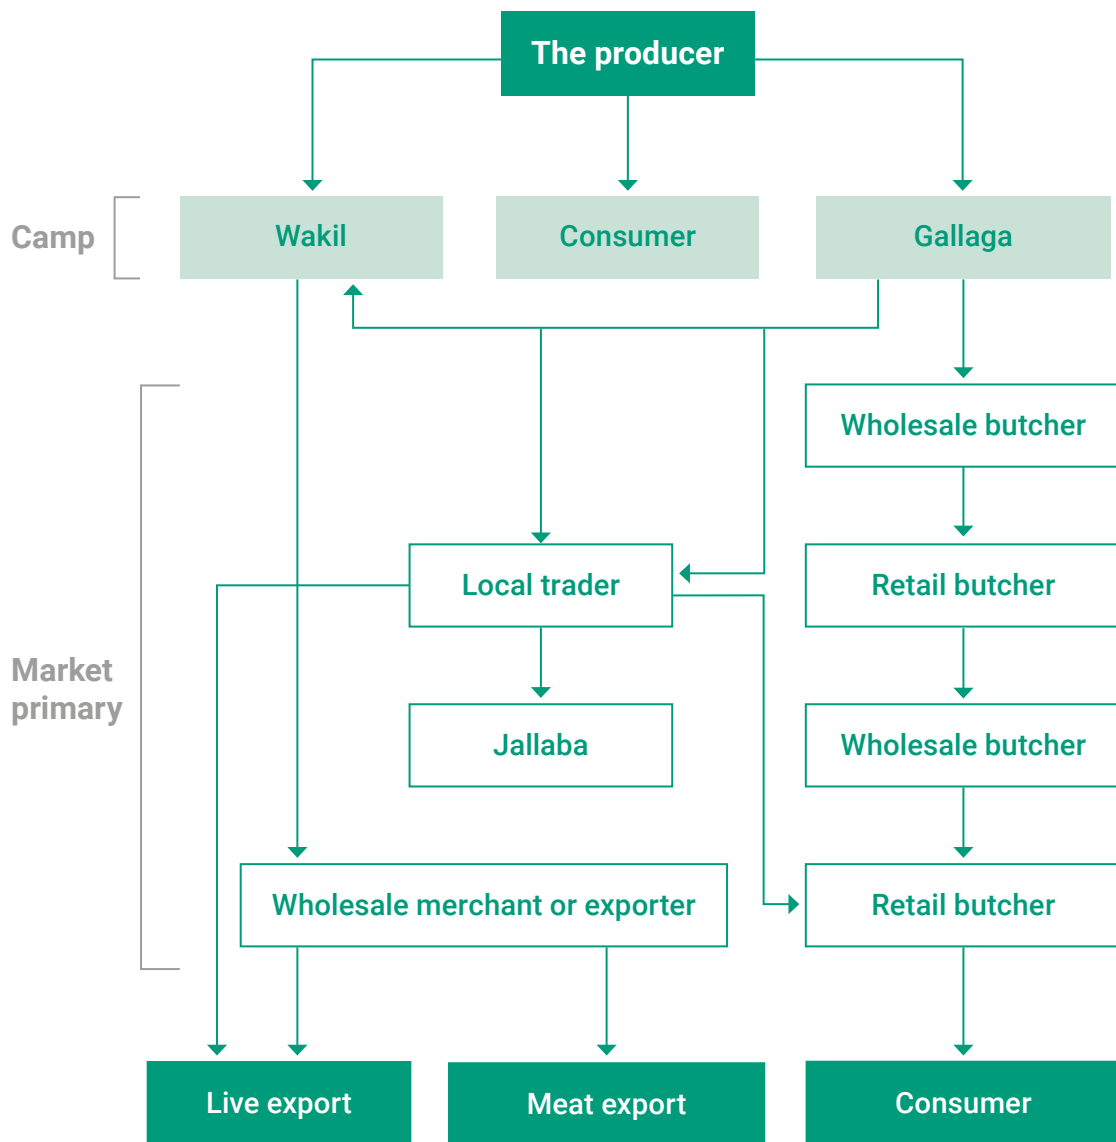 The producer
Camp
Wakil
Consumer
Gallaga
Wholesale butcher
Local trader
Retail butcher
Market
primary
Jallaba
Wholesale butcher
Wholesale merchant or exporter
Retail butcher
Live export
Meat export
Consumer